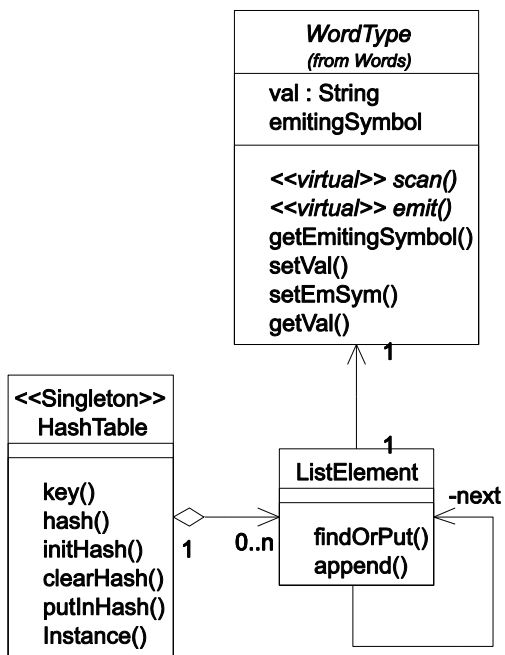 WordType
(from Words)
val : String
emitingSymbol
<<virtual>> scan()
<<virtual>> emit()
getEmitingSymbol()
setVal()
setEmSym()
getVal()
1
1
<<Singleton>>
HashTable
key()
hash()
initHash()
clearHash()
putInHash()
Instance()
1
0..n
ListElement
findOrPut()
append()
-next